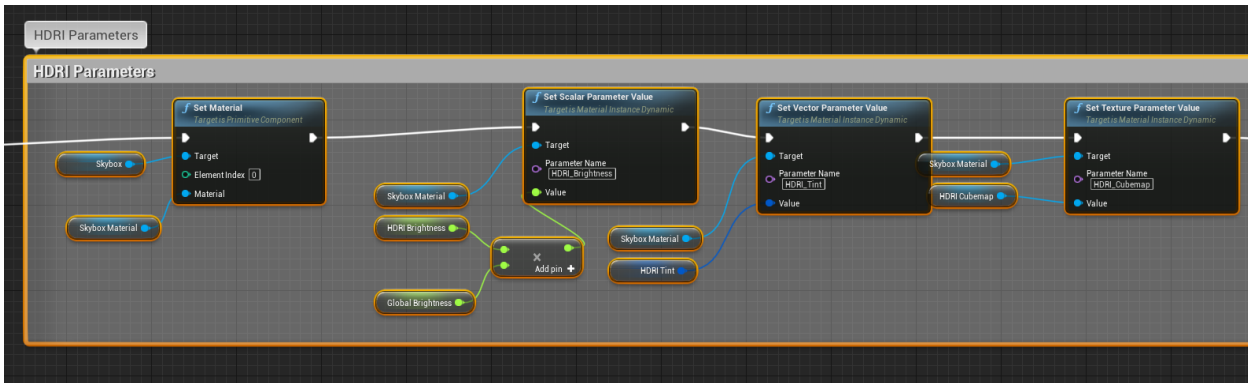 HDRI Parameters
HDRI Parameters
Set Material
Target is Primitive Component
Target
Element Index 0
Material
Skybox
Skybox Material
Set Scalar Parameter Value
Target is Material Instance Dynamic
Target
Parameter Name
HDRI_Brightness
Value
Skybox Material
HDRI Brightness
Add pin +
Global Brightness
Set Vector Parameter Value
Target is Material Instance Dynamic
Target
Parameter Name
HDRI_Tint
Value
Skybox Material
HDRI Tint
Set Texture Parameter Value
Target is Material Instance Dynamic
Target
Parameter Name
HDRI_Cubemap
Value
Skybox Material
HDRI Cubemap